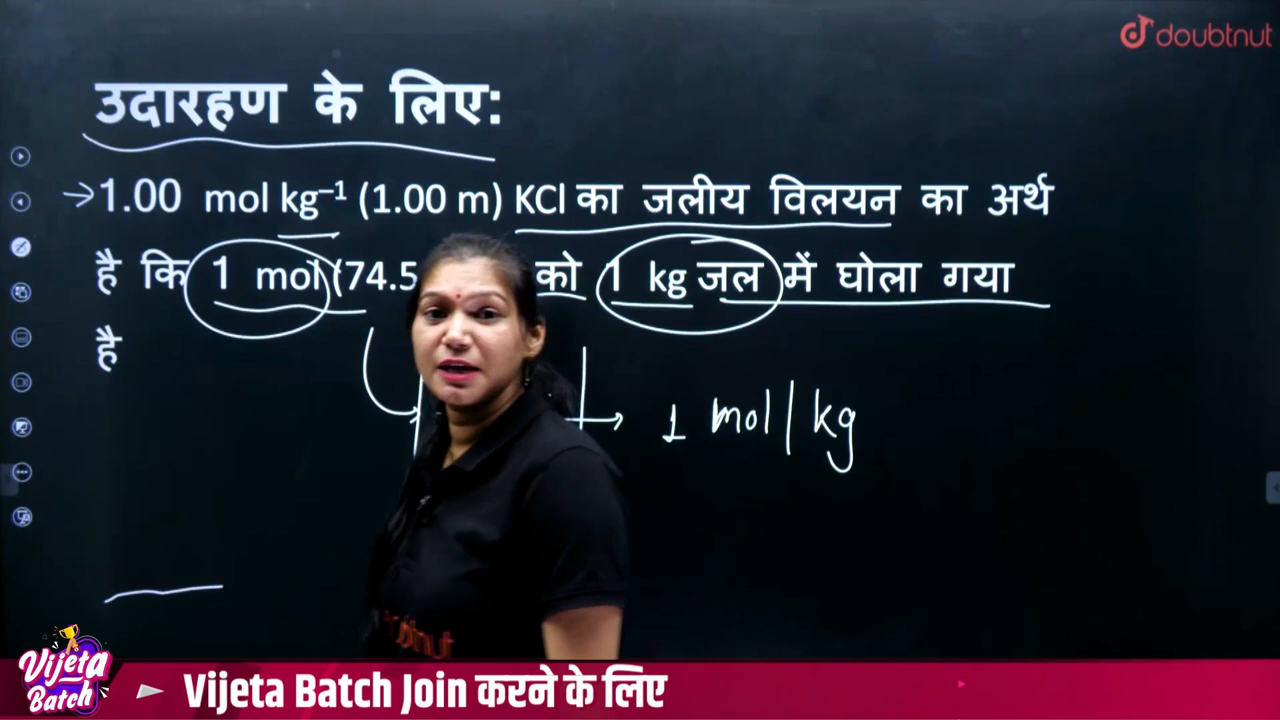 doubtnut
उदारहण के लिए:
→1.00 mol kg⁻¹ (1.00 m) KCl का जलीय विलयन का अर्थ
है कि 1 mol (74.5 को 1 kg जल में घोला गया
है
1 mol/kg
Vijeta Batch
Vijeta Batch Join करने के लिए